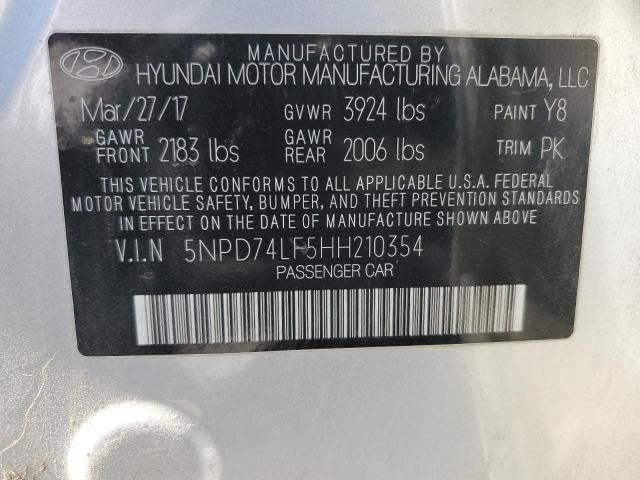 MANUFACTURED BY
HYUNDAI MOTOR MANUFACTURING ALABAMA, LLC
Mar/27/17 GVWR 3924 lbs PAINT Y8
GAWR FRONT 2183 lbs GAWR REAR 2006 lbs TRIM PK
THIS VEHICLE CONFORMS TO ALL APPLICABLE U.S.A. FEDERAL
MOTOR VEHICLE SAFETY, BUMPER, AND THEFT PREVENTION STANDARDS
IN EFFECT ON THE DATE OF MANUFACTURE SHOWN ABOVE
V.I.N 5NPD74LF5HH210354
PASSENGER CAR